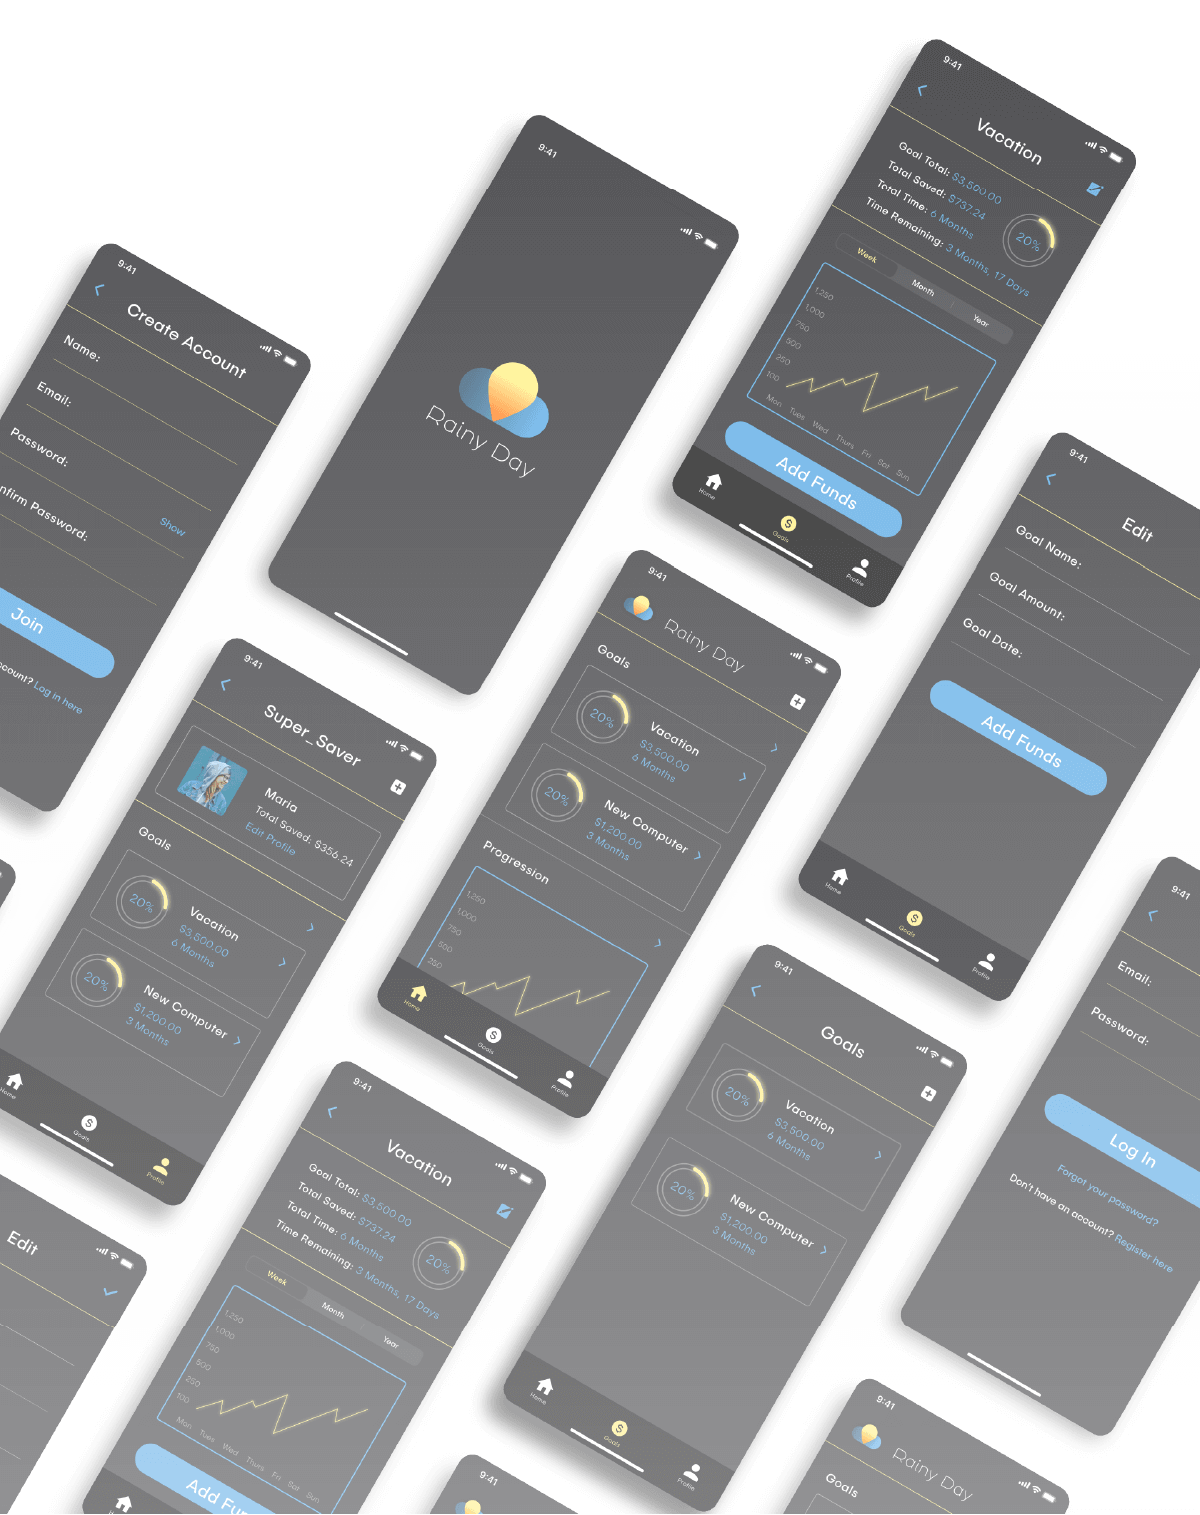 9:41
Vacation
Goal Total: $3,500.00
Total Saved: $737.24
Total Time: 6 Months
Time Remaining: 3 Months, 17 Days
20%
Week
Month
Year
1,250
1,000
750
500
250
100
Mon
Tues
Wed
Thurs
Fri
Sat
Sun
Add Funds
Home
Goals
Profile
9:41
Rainy Day
9:41
Create Account
Name:
Email:
Password:
nfirm Password:
Show
Join
ccount? Log in here
9:41
Edit
Goal Name:
Goal Amount:
Goal Date:
Add Funds
Home
Goals
Profile
9:41
Rainy Day
Goals
20%
Vacation
$3,500.00
6 Months
20%
New Computer
$1,200.00
3 Months
Progression
1,250
1,000
750
500
250
Home
Goals
Profile
9:41
Super_Saver
Maria
Total Saved: $356.24
Edit Profile
Goals
20%
Vacation
$3,500.00
6 Months
20%
New Computer
$1,200.00
3 Months
Home
Goals
Profile
9:41
Email:
Password:
Log In
Forgot your password?
Don't have an account? Register here
9:41
Goals
20%
Vacation
$3,500.00
6 Months
20%
New Computer
$1,200.00
3 Months
Home
Goals
Profile
9:41
Vacation
Goal Total: $3,500.00
Total Saved: $737.24
Total Time: 6 Months
Time Remaining: 3 Months, 17 Days
20%
Week
Month
Year
1,250
1,000
750
500
250
100
Mon
Tues
Wed
Thurs
Fri
Sat
Sun
Add Fun
Edit
9:41
Rainy Day
Goals
9:41